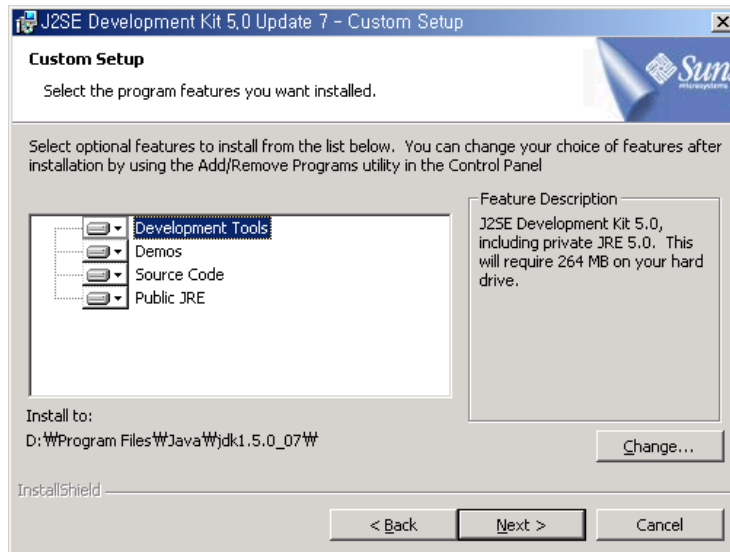 J2SE Development Kit 5,0 Update 7 - Custom Setup
Custom Setup
Select the program features you want installed.
Sun
microsystems
Select optional features to install from the list below. You can change your choice of features after
installation by using the Add/Remove Programs utility in the Control Panel
Development Tools
Demos
Source Code
Public JRE
Feature Description
J2SE Development Kit 5.0,
including private JRE 5.0. This
will require 264 MB on your hard
drive.
Install to:
D:₩Program Files₩Java₩jdk1.5.0_07₩
Change...
InstallShield
< Back
Next >
Cancel